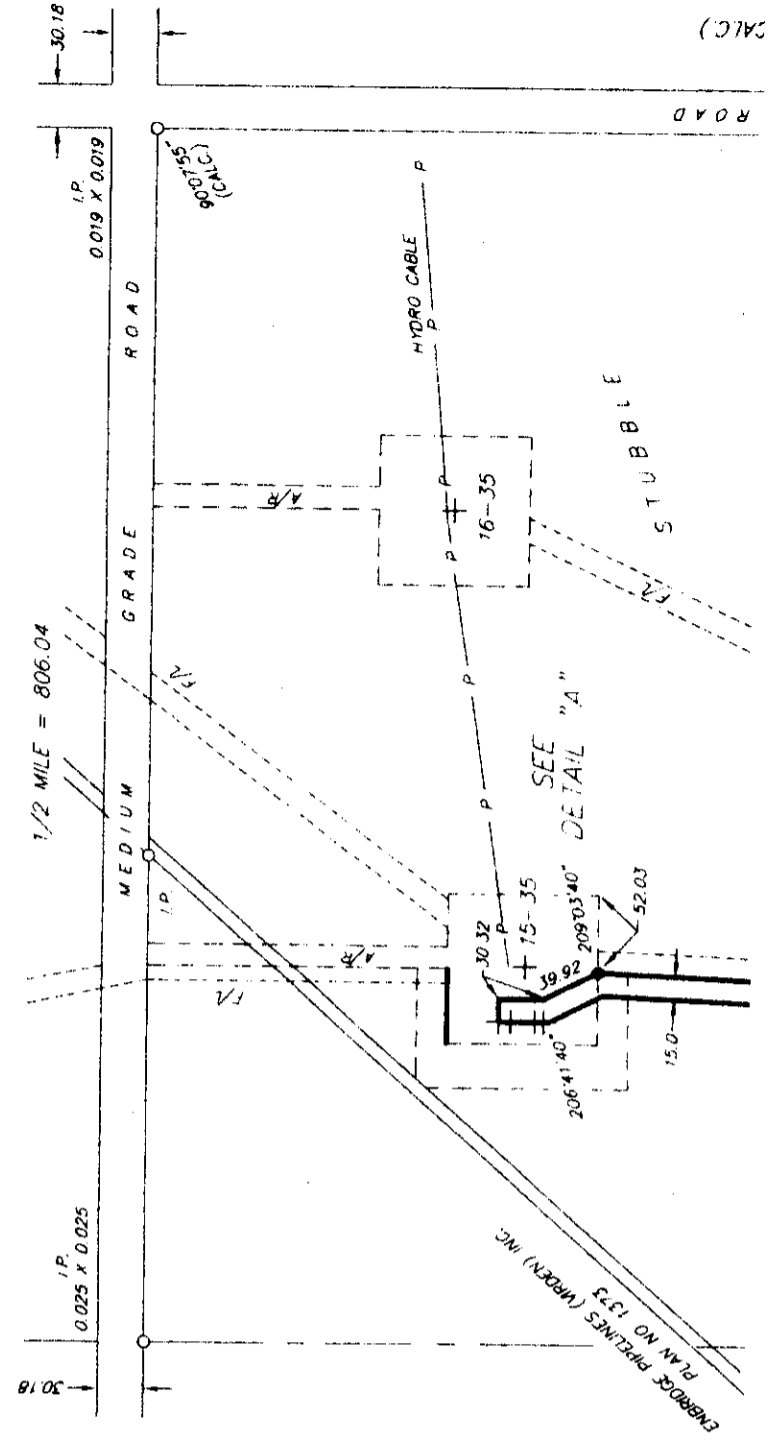 30.18
CALC.)
ROAD
I.P.
0.019 X 0.019
90°07'55"
(CALC.)
1/2 MILE = 806.04
MEDIUM GRADE ROAD
HYDRO CABLE
P
P
P
P
P
P
P
A/R
16-35
STUBBLE
F/L
F/L
SEE
DETAIL "A"
I.P.
A/R
F/L
15-35
30.32
39.92
209°03'40"
52.03
206°41'40"
15.0
I.P.
0.025 X 0.025
30.18
ENBRIDGE PIPELINES (VIRDEN) INC.
PLAN NO 1373